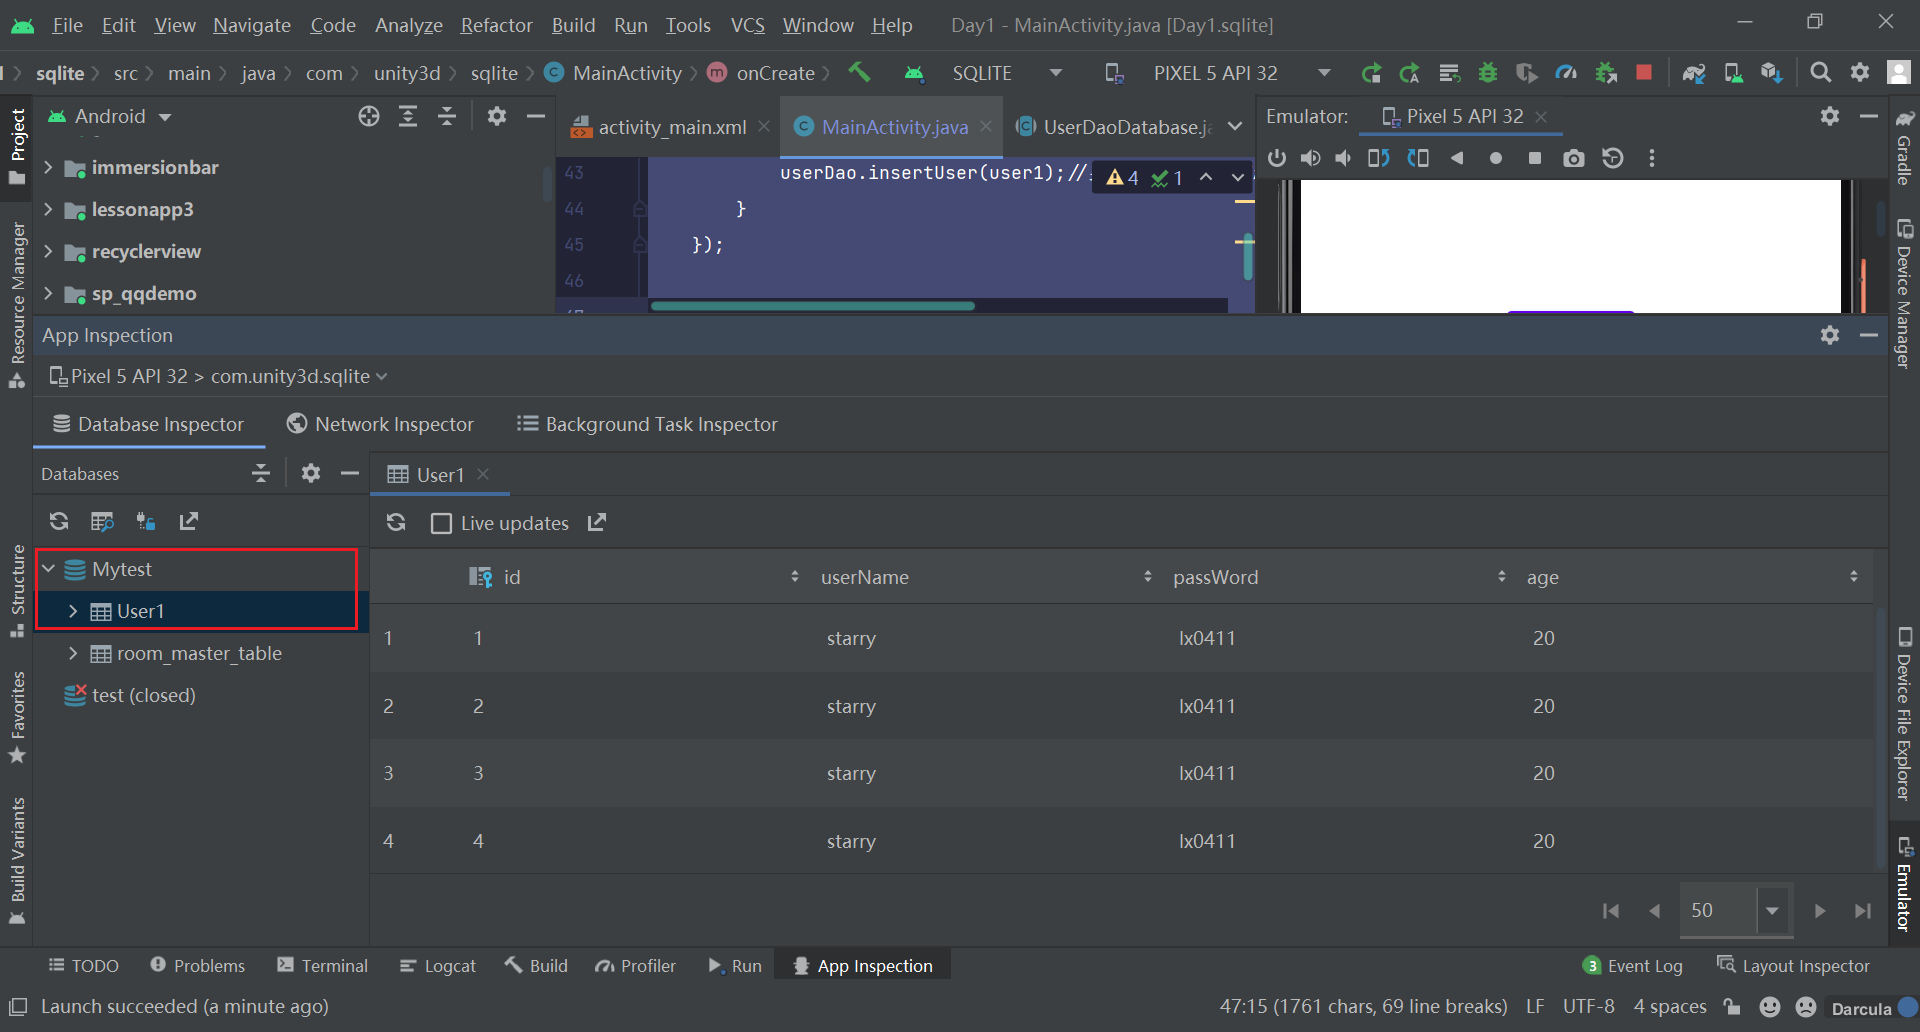 File Edit View Navigate Code Analyze Refactor Build Run Tools VCS Window Help Day1 - MainActivity.java [Day1.sqlite]
sqlite src main java com unity3d sqlite MainActivity onCreate SQLITE PIXEL 5 API 32
Project
Android
activity_main.xml
MainActivity.java
UserDaoDatabase.j
Emulator: Pixel 5 API 32
Gradle
immersionbar
lessonapp3
recyclerview
sp_qqdemo
43 userDao.insertUser(user1);//
4 1
44 }
45 });
46
Resource Manager
Device Manager
App Inspection
Pixel 5 API 32 > com.unity3d.sqlite
Database Inspector Network Inspector Background Task Inspector
Databases
User1
Live updates
Mytest
User1
room_master_table
test (closed)
id userName passWord age
1 1 starry lx0411 20
2 2 starry lx0411 20
3 3 starry lx0411 20
4 4 starry lx0411 20
50
Structure
Favorites
Build Variants
Device File Explorer
Emulator
TODO Problems Terminal Logcat Build Profiler Run App Inspection 3 Event Log Layout Inspector
Launch succeeded (a minute ago) 47:15 (1761 chars, 69 line breaks) LF UTF-8 4 spaces Darcula